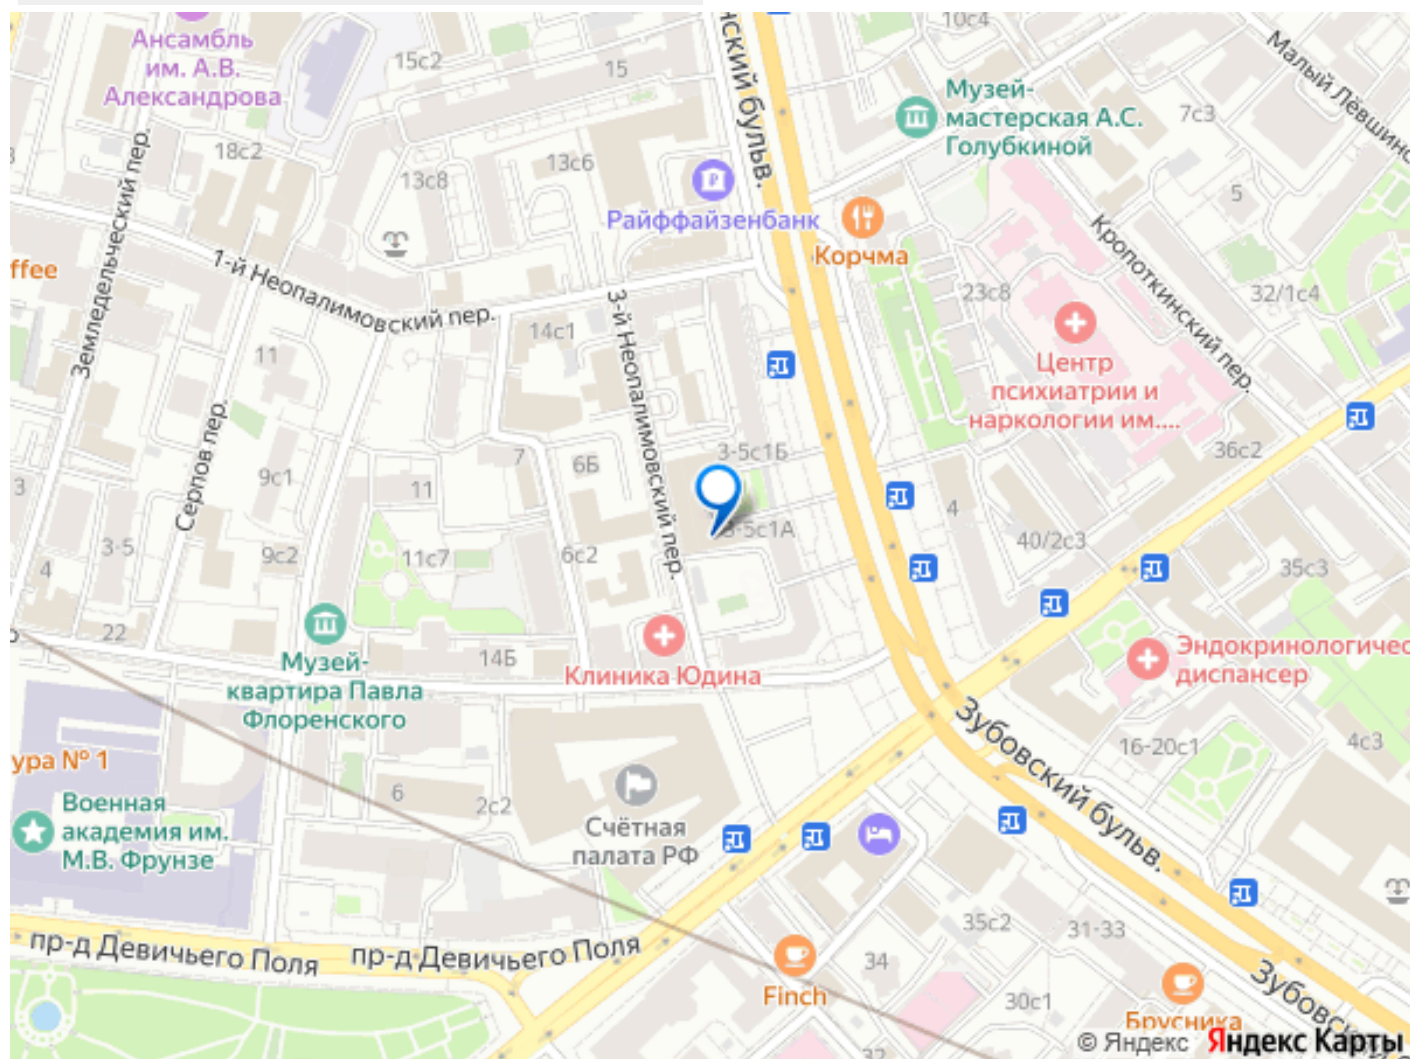 нский бульв.
10с4
Ансамбль
им. А.В.
Александрова
15с2
15
Малый Лёвшинс
Музей-
мастерская А.С.
Голубкиной
7с3
18с2
13с8
13с6
Райффайзенбанк
5
Корчма
Земледельческий пер.
ffee
1-й Неопалимовский пер.
3-й Неопалимовский пер.
Кропоткинский пер.
23с8
32/1с4
14с1
11
Центр
психиатрии и
наркологии им....
Серпов пер.
3-5с1Б
36с2
7
6Б
9с1
11
3
4
3-5с1А
3-5
9с2
11с7
6с2
40/2с3
35с3
4
22
14Б
Музей-
квартира Павла
Флоренского
Клиника Юдина
Эндокринологичес
диспансер
Зубовский бульв.
16-20с1
4с3
ура № 1
6
2с2
Счётная
палата РФ
Военная
академия им.
М.В. Фрунзе
пр-д Девичьего Поля
пр-д Девичьего Поля
35с2
31-33
34
Finch
30с1
Зубовск
Брусника
32
© Яндекс Яндекс Карты